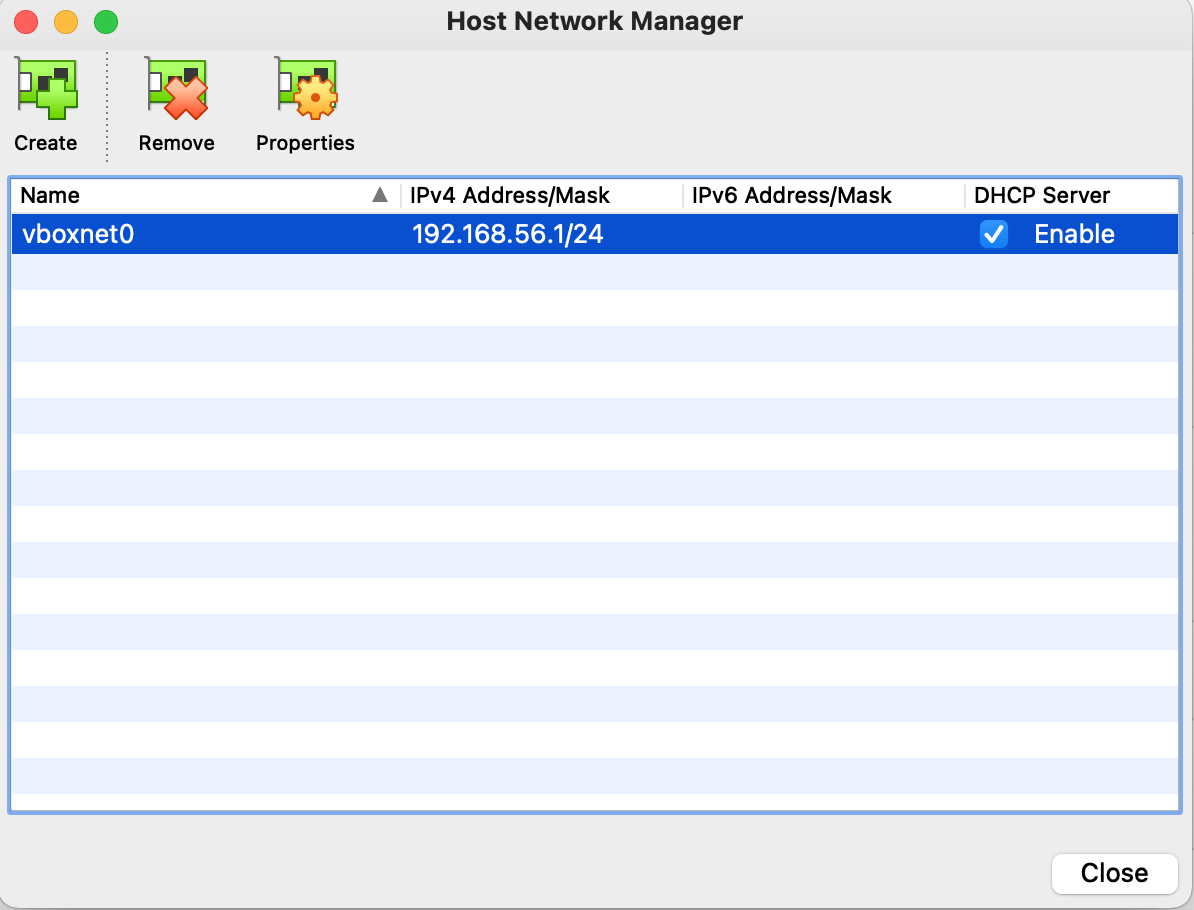 Host Network Manager
Create Remove Properties
Name IPv4 Address/Mask IPv6 Address/Mask DHCP Server
vboxnet0 192.168.56.1/24 Enable
Close